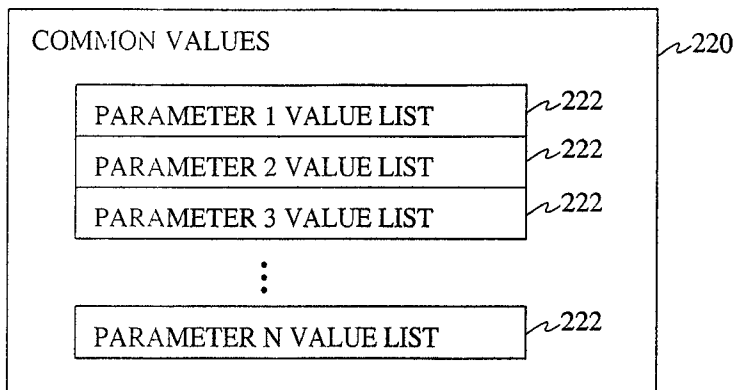 COMMON VALUES
220
PARAMETER 1 VALUE LIST
222
PARAMETER 2 VALUE LIST
222
PARAMETER 3 VALUE LIST
222
PARAMETER N VALUE LIST
222